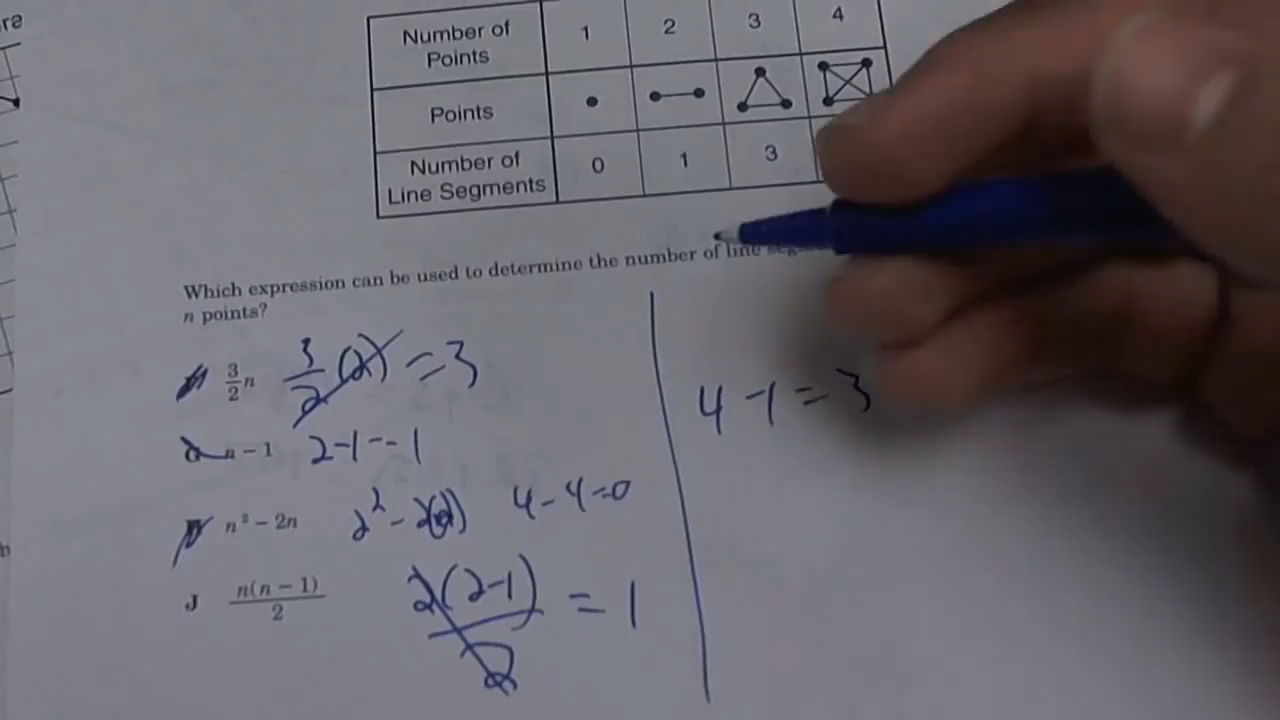 ra
Number of Points 1 2 3 4
Points
Number of Line Segments 0 1 3
Which expression can be used to determine the number of line
n points?
3/2 n 3/2 (2) = 3
n − 1 2-1-- 1
n² − 2n 2² - 2(2) 4 - 4 = 0
J n(n − 1)/2 2(2-1)/2 = 1
4 - 1 = 3
b